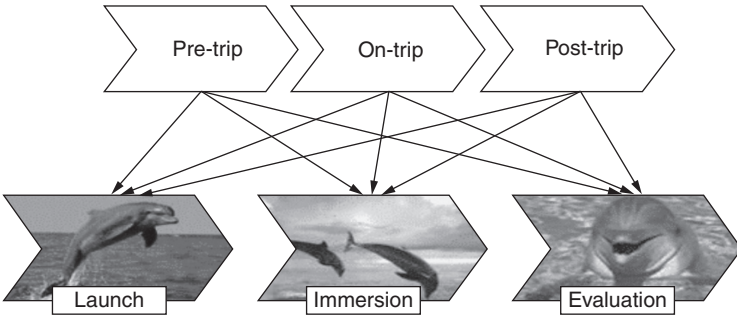 Pre-trip
On-trip
Post-trip
Launch
Immersion
Evaluation